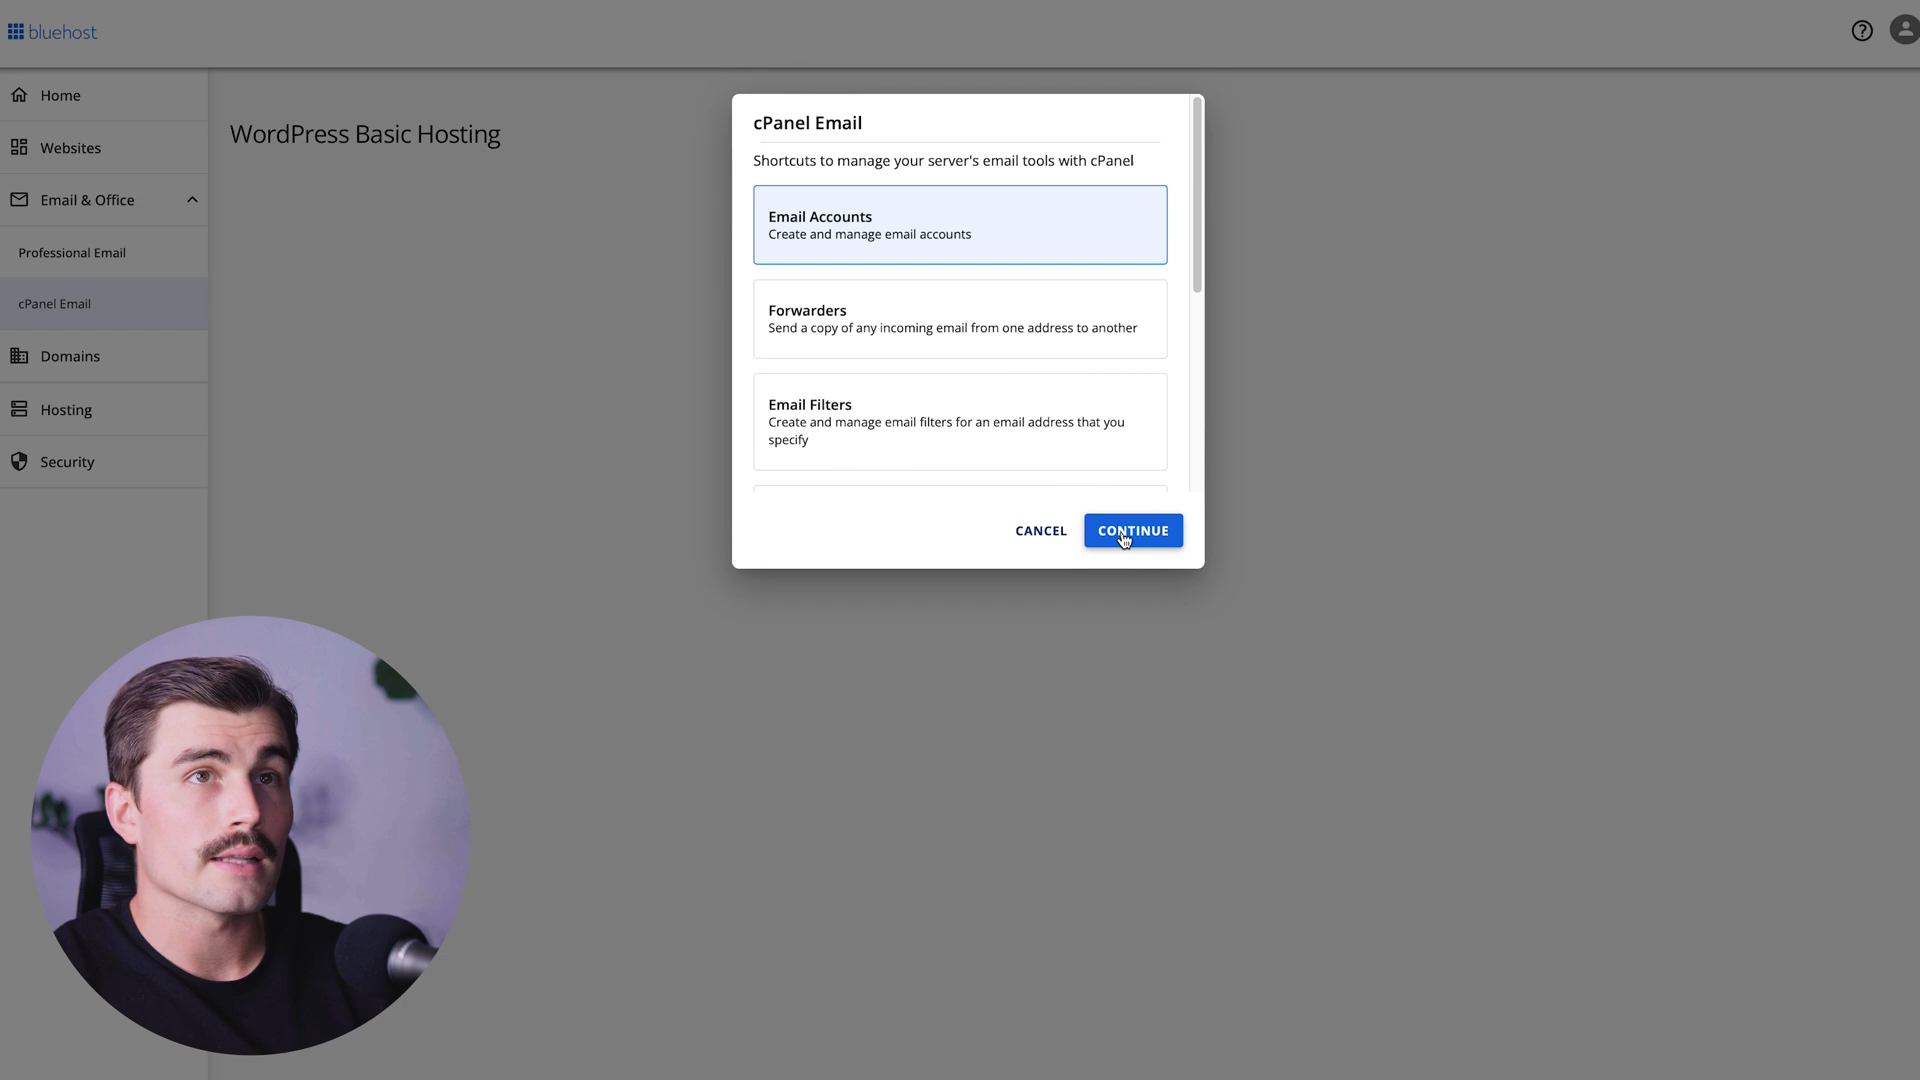 bluehost
Home
Websites
Email & Office
Professional Email
cPanel Email
Domains
Hosting
Security
WordPress Basic Hosting
cPanel Email
Shortcuts to manage your server's email tools with cPanel
Email Accounts
Create and manage email accounts
Forwarders
Send a copy of any incoming email from one address to another
Email Filters
Create and manage email filters for an email address that you
specify
CANCEL
CONTINUE